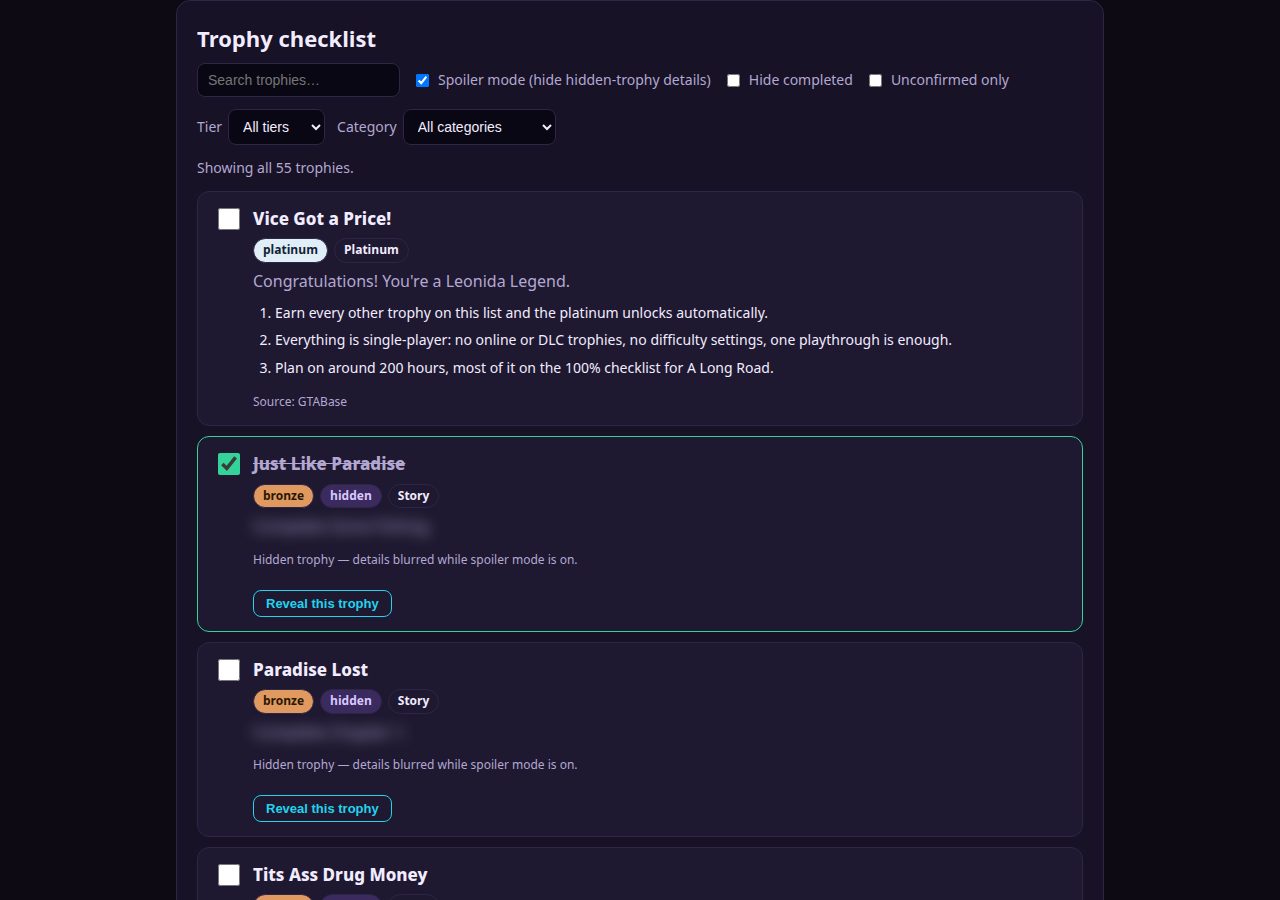 Trophy checklist
Search trophies…
Spoiler mode (hide hidden-trophy details)
Hide completed
Unconfirmed only
Tier
All tiers
Category
All categories
Showing all 55 trophies.
Vice Got a Price!
platinum
Platinum
Congratulations! You're a Leonida Legend.
1. Earn every other trophy on this list and the platinum unlocks automatically.
2. Everything is single-player: no online or DLC trophies, no difficulty settings, one playthrough is enough.
3. Plan on around 200 hours, most of it on the 100% checklist for A Long Road.
Source: GTABase
Just Like Paradise
bronze
hidden
Story
Hidden trophy — details blurred while spoiler mode is on.
Reveal this trophy
Paradise Lost
bronze
hidden
Story
Hidden trophy — details blurred while spoiler mode is on.
Reveal this trophy
Tits Ass Drug Money